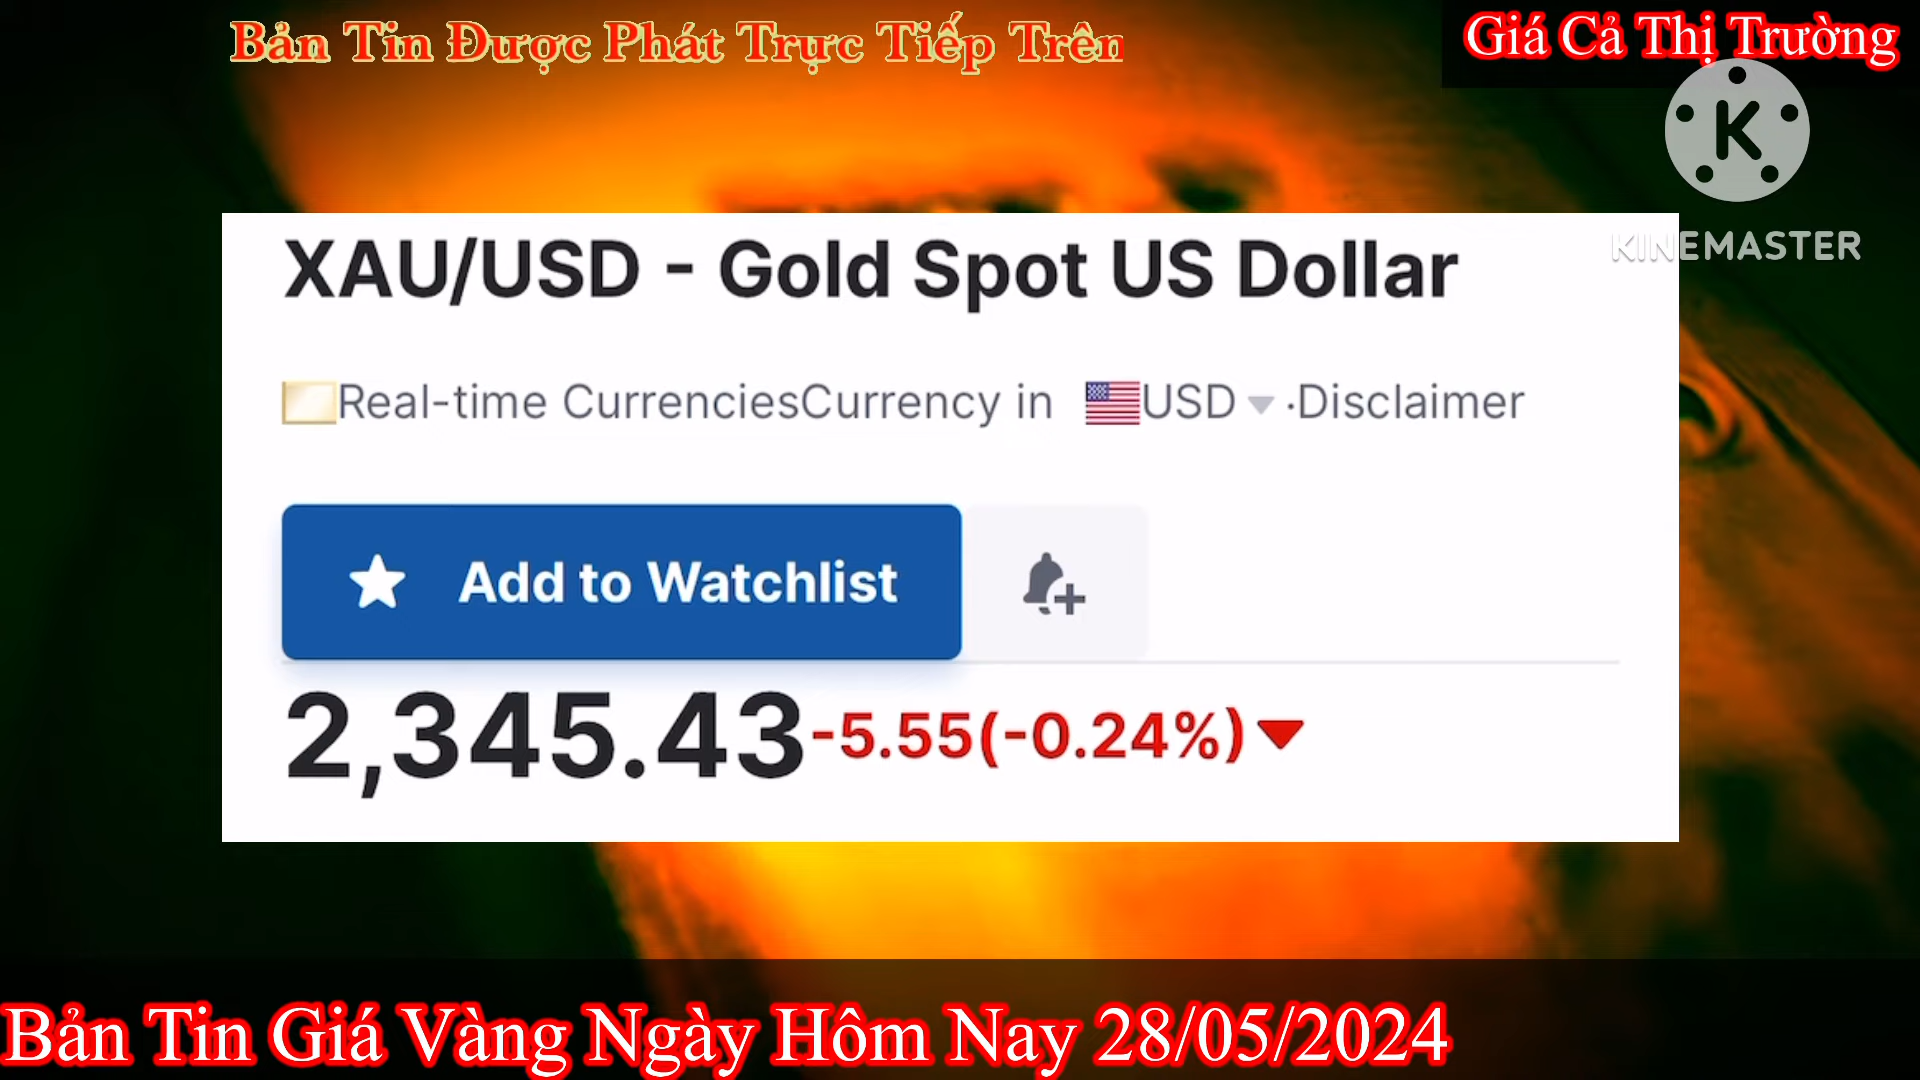 Bản Tin Được Phát Trực Tiếp Trên
Giá Cả Thị Trường
K
KINEMASTER
XAU/USD - Gold Spot US Dollar
Real-time CurrenciesCurrency in USD ·Disclaimer
Add to Watchlist
2,345.43 -5.55(-0.24%)
Bản Tin Giá Vàng Ngày Hôm Nay 28/05/2024